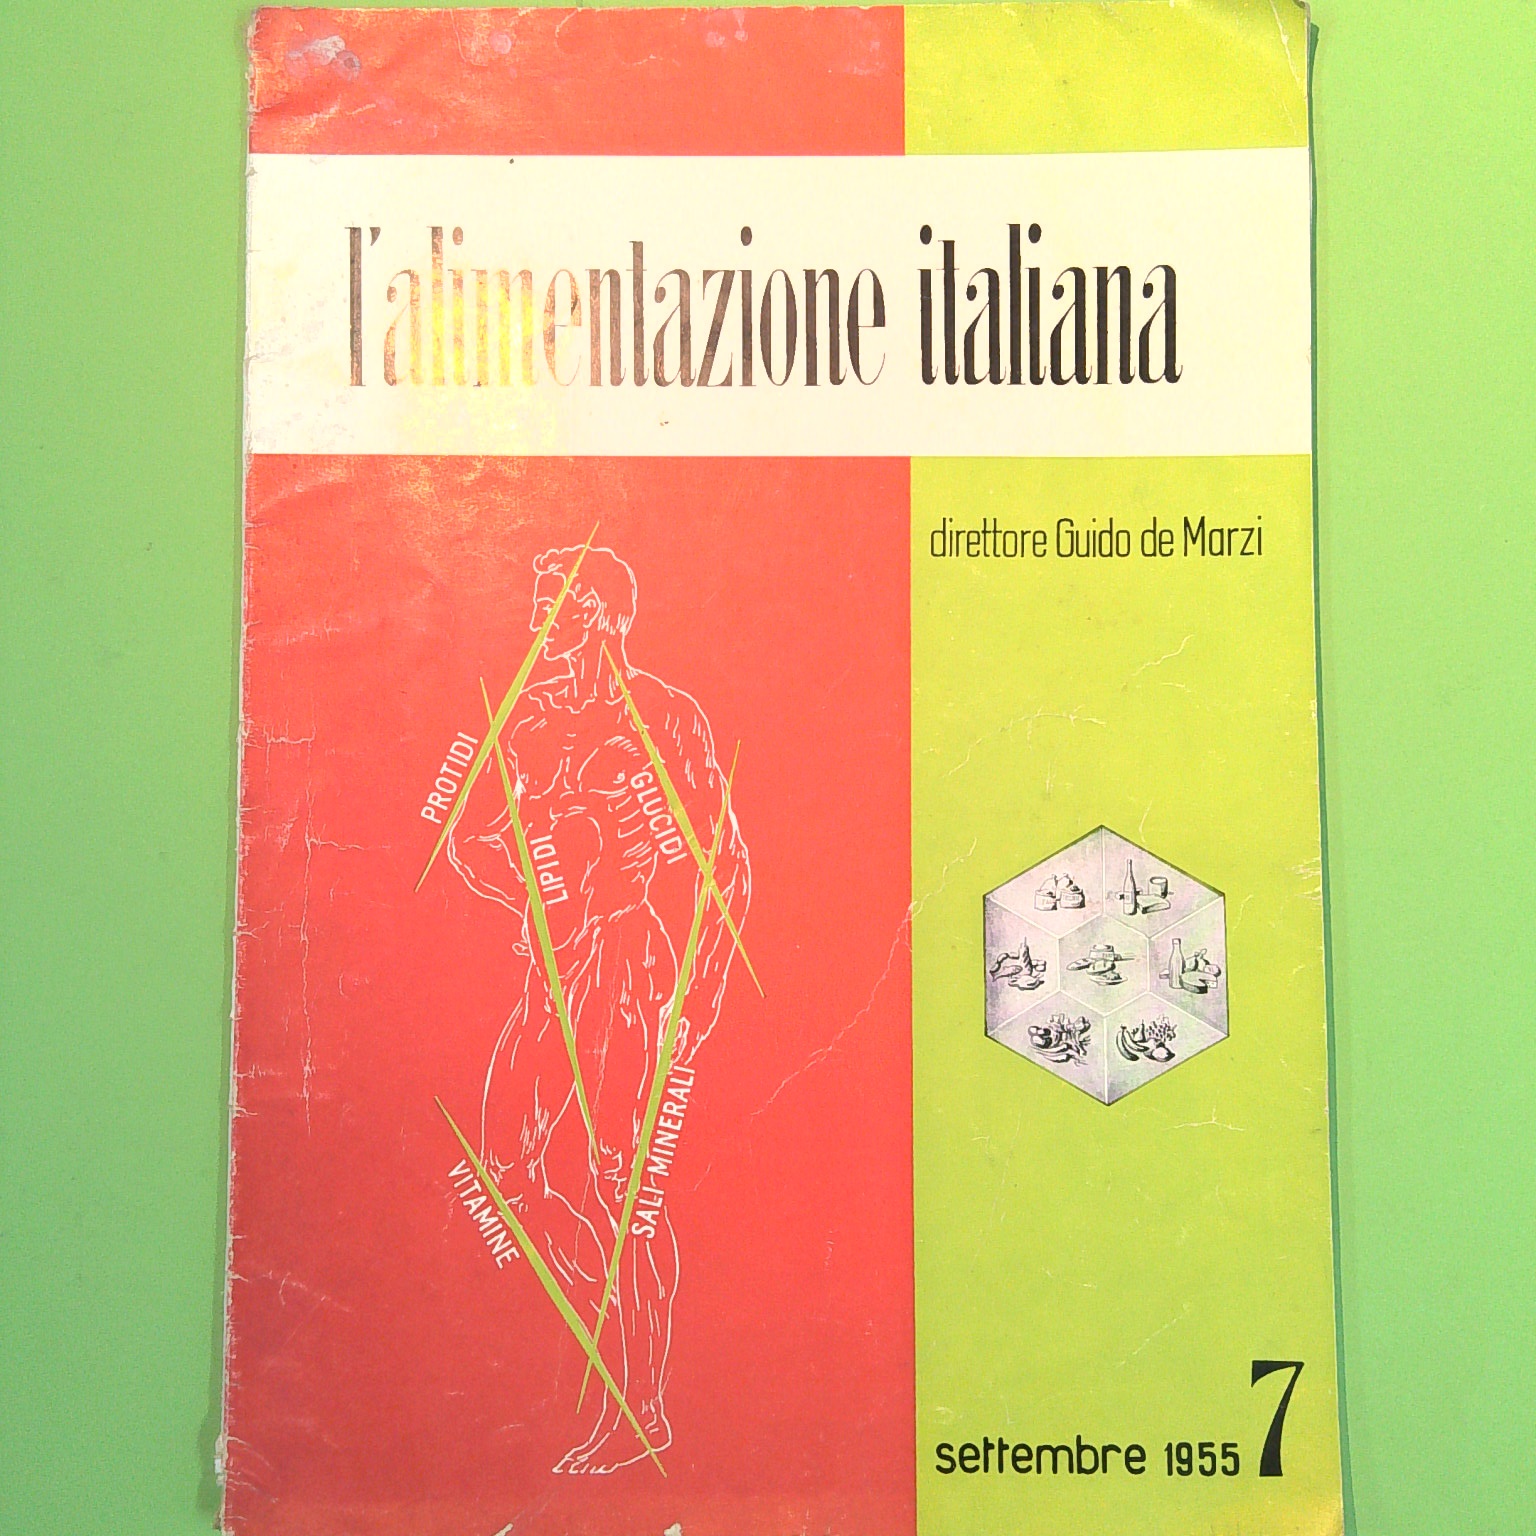 l'alimentazione italiana
direttore Guido de Marzi
PROTIDI
GLUCIDI
LIPIDI
SALI MINERALI
VITAMINE
settembre 1955 7